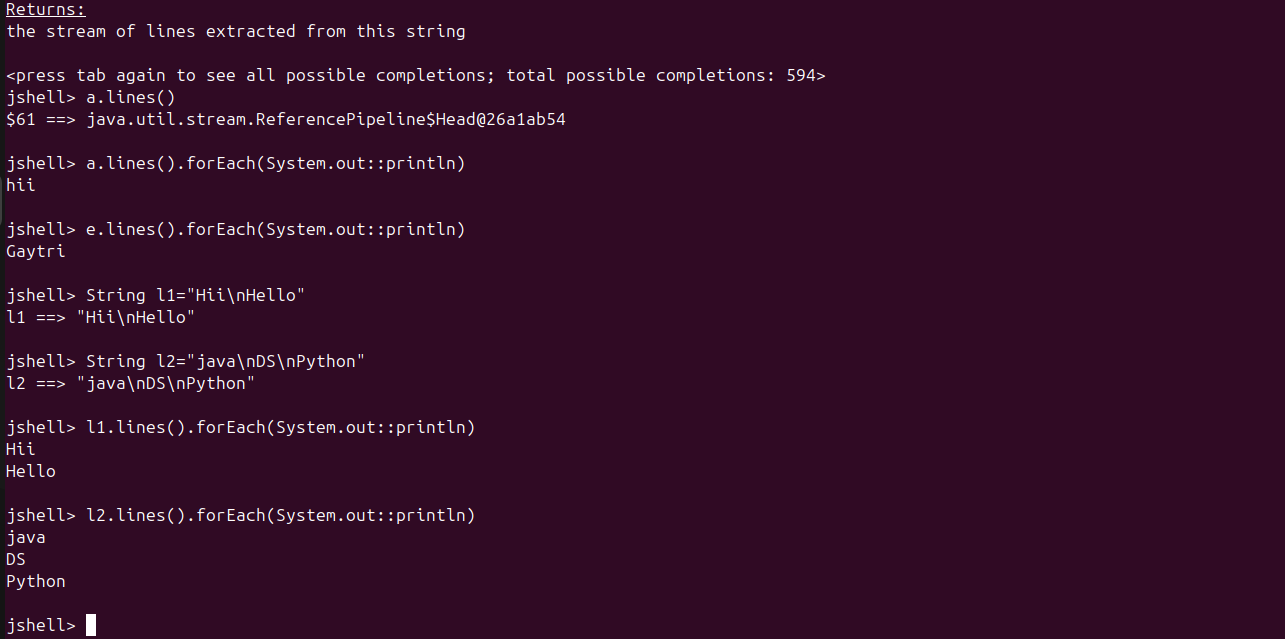 Returns:
the stream of lines extracted from this string
<press tab again to see all possible completions; total possible completions: 594>
jshell> a.lines()
$61 ==> java.util.stream.ReferencePipeline$Head@26a1ab54
jshell> a.lines().forEach(System.out::println)
hii
jshell> e.lines().forEach(System.out::println)
Gaytri
jshell> String l1="Hii\nHello"
l1 ==> "Hii\nHello"
jshell> String l2="java\nDS\nPython"
l2 ==> "java\nDS\nPython"
jshell> l1.lines().forEach(System.out::println)
Hii
Hello
jshell> l2.lines().forEach(System.out::println)
java
DS
Python
jshell>